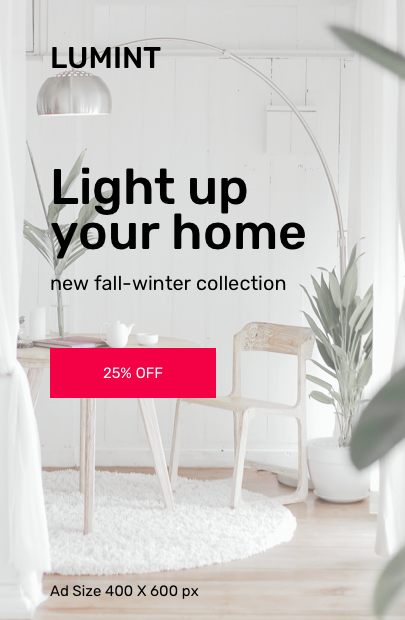 LUMINT
Light up
your home
new fall-winter collection
25% OFF
Ad Size 400 X 600 px